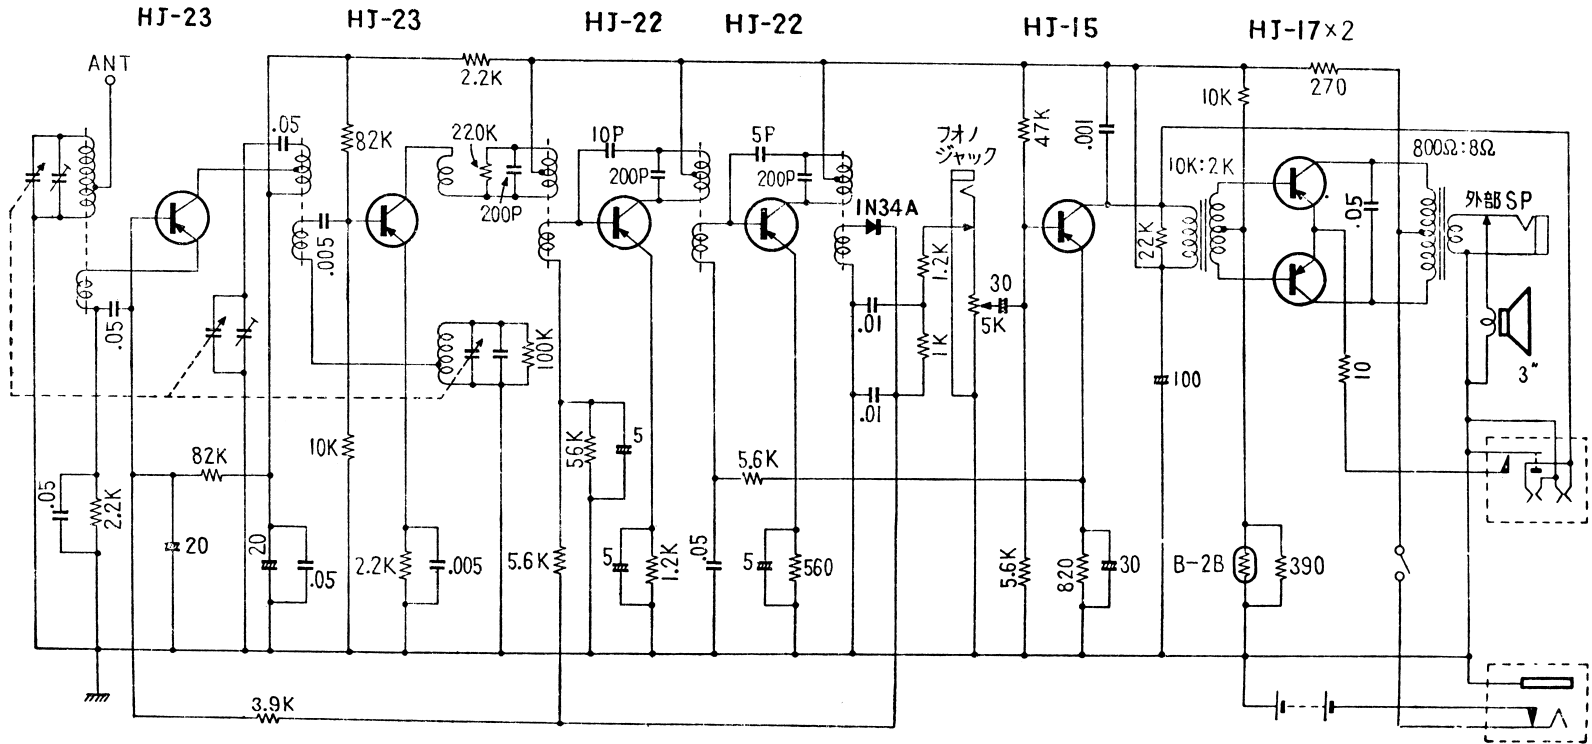 HJ-23
HJ-23
HJ-22
HJ-22
HJ-15
HJ-17×2
ANT
2.2K
270
.05
82K
220K
10P
5P
フォノ
ジャック
47K
.001
10K
800Ω:8Ω
10K:2K
200P
200P
200P
1N34A
.05
外部SP
.005
22K
1.2K
30
5K
.05
.01
1K
100K
10
3"
100
.01
82K
10K
56K
5
5.6K
.05
2.2K
20
20
.05
2.2K
.005
5.6K
5
1.2K
.05
5
560
5.6K
820
30
B-2B
390
3.9K